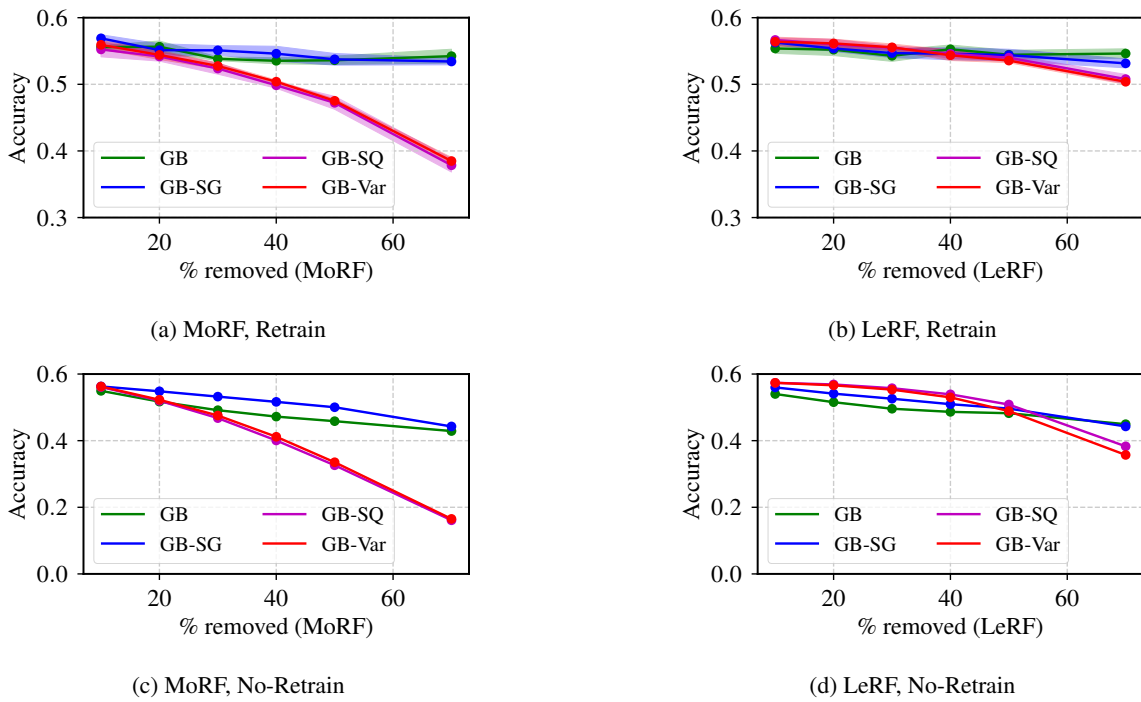 0.6
0.5
0.4
0.3
Accuracy
GB
GB-SG
GB-SQ
GB-Var
20 40 60
% removed (MoRF)
(a) MoRF, Retrain
0.6
0.5
0.4
0.3
Accuracy
GB
GB-SG
GB-SQ
GB-Var
20 40 60
% removed (LeRF)
(b) LeRF, Retrain
0.6
0.4
0.2
0.0
Accuracy
GB
GB-SG
GB-SQ
GB-Var
20 40 60
% removed (MoRF)
(c) MoRF, No-Retrain
0.6
0.4
0.2
0.0
Accuracy
GB
GB-SG
GB-SQ
GB-Var
20 40 60
% removed (LeRF)
(d) LeRF, No-Retrain